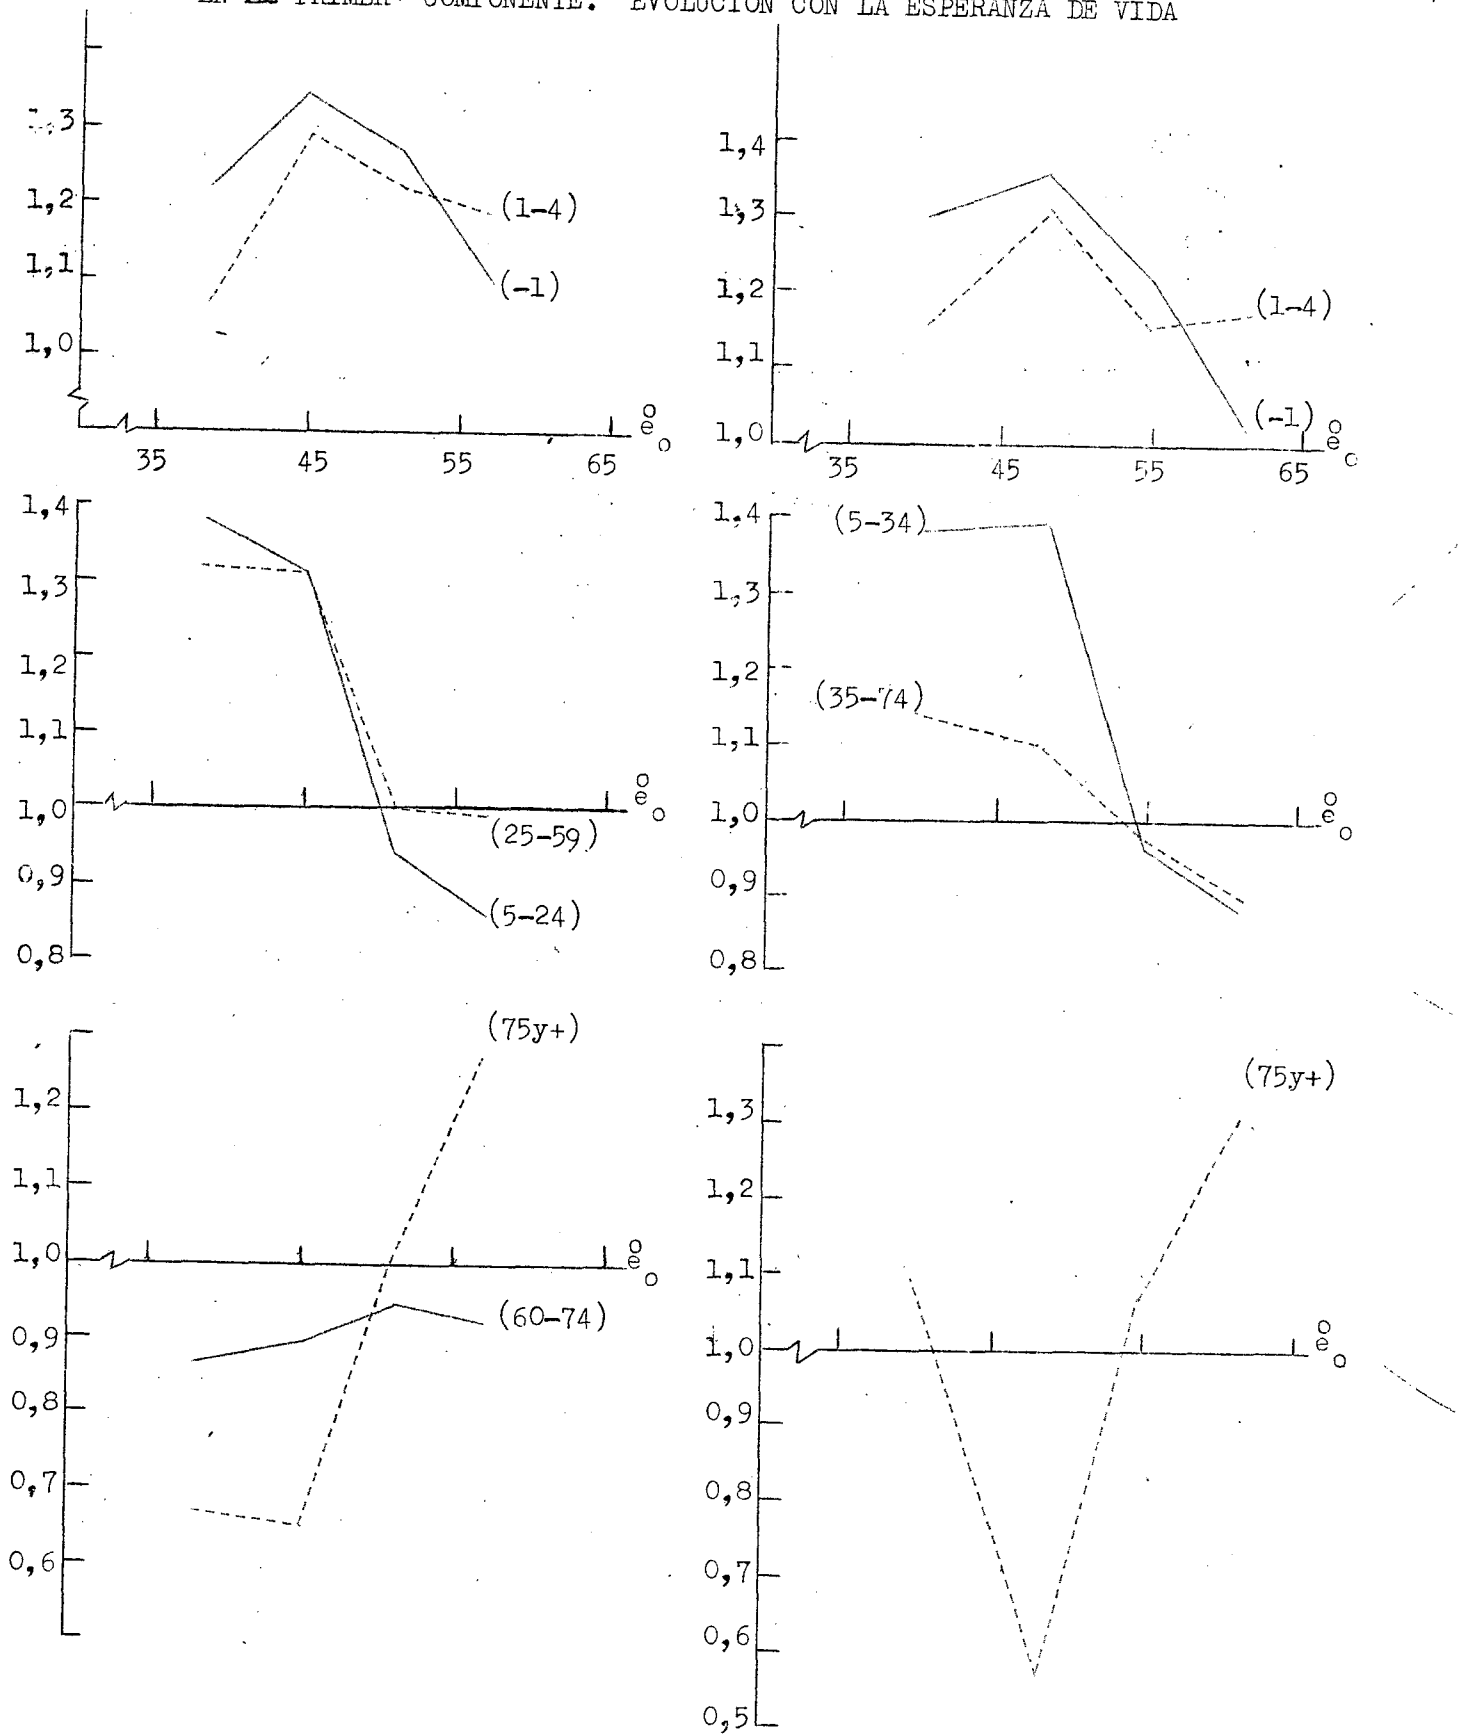 EN LA PRIMER COMPONENTE. EVOLUCION CON LA ESPERANZA DE VIDA
1,3
1,2
1,1
1,0
(1-4)
(-1)
35
45
55
65
o
e
o
1,4
1,3
1,2
1,1
1,0
(1-4)
(-1)
35
45
55
65
o
e
o
1,4
1,3
1,2
1,1
1,0
0,9
0,8
(25-59)
(5-24)
o
e
o
1,4
1,3
1,2
1,1
1,0
0,9
0,8
(5-34)
(35-74)
o
e
o
1,2
1,1
1,0
0,9
0,8
0,7
0,6
(75y+)
(60-74)
o
e
o
1,3
1,2
1,1
1,0
0,9
0,8
0,7
0,6
0,5
(75y+)
o
e
o